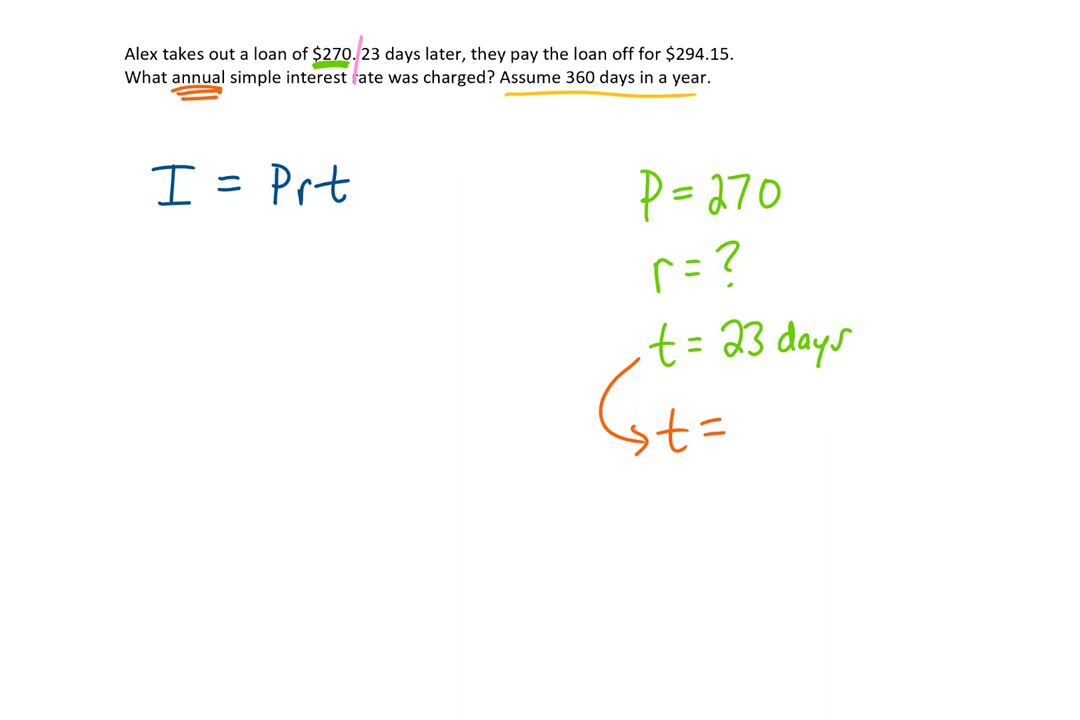 Alex takes out a loan of $270. 23 days later, they pay the loan off for $294.15.
What annual simple interest rate was charged? Assume 360 days in a year.
I = Prt
P = 270
r = ?
t = 23 days
t =